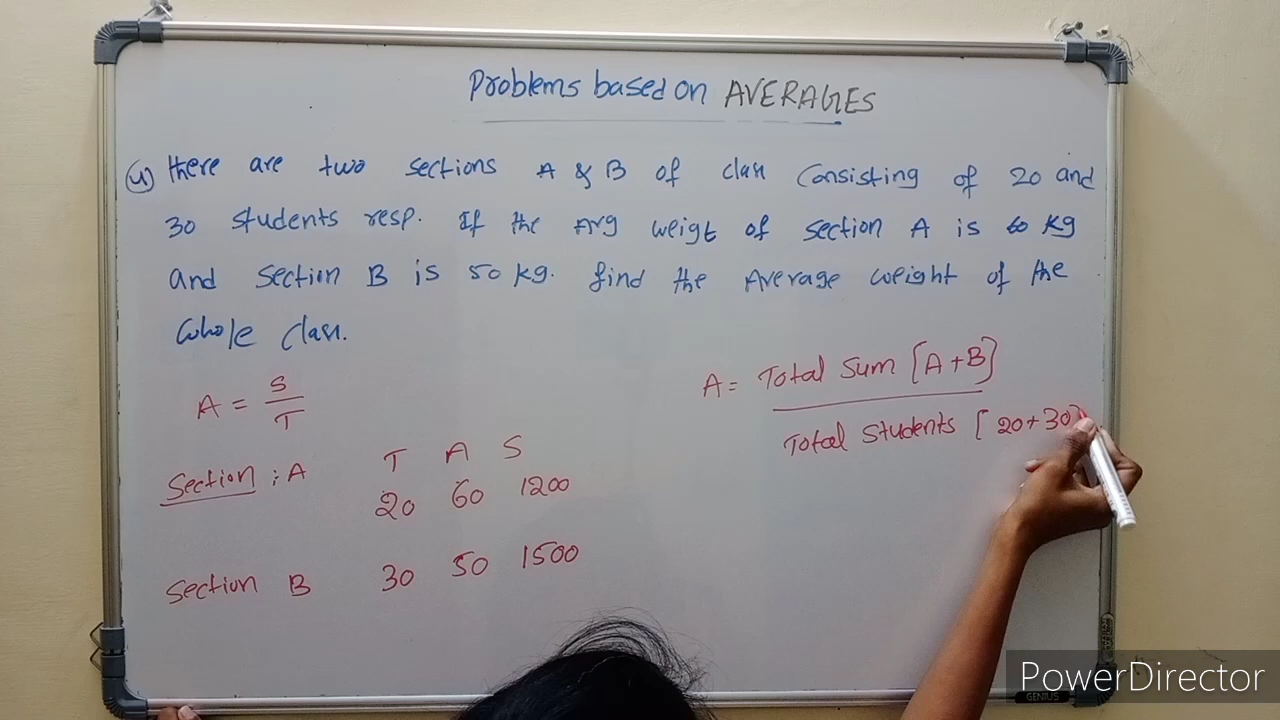 Problems based on AVERAGES
4) there are two sections A & B of class Consisting of 20 and
30 students resp. If the Avg weigt of section A is 60 kg
and section B is 50 kg. find the Average weight of the
whole class.
A = S/T
A = Total Sum [A+B]
Total Students [20+30]
T A S
Section : A 20 60 1200
Section B 30 50 1500
GENIUS
PowerDirector